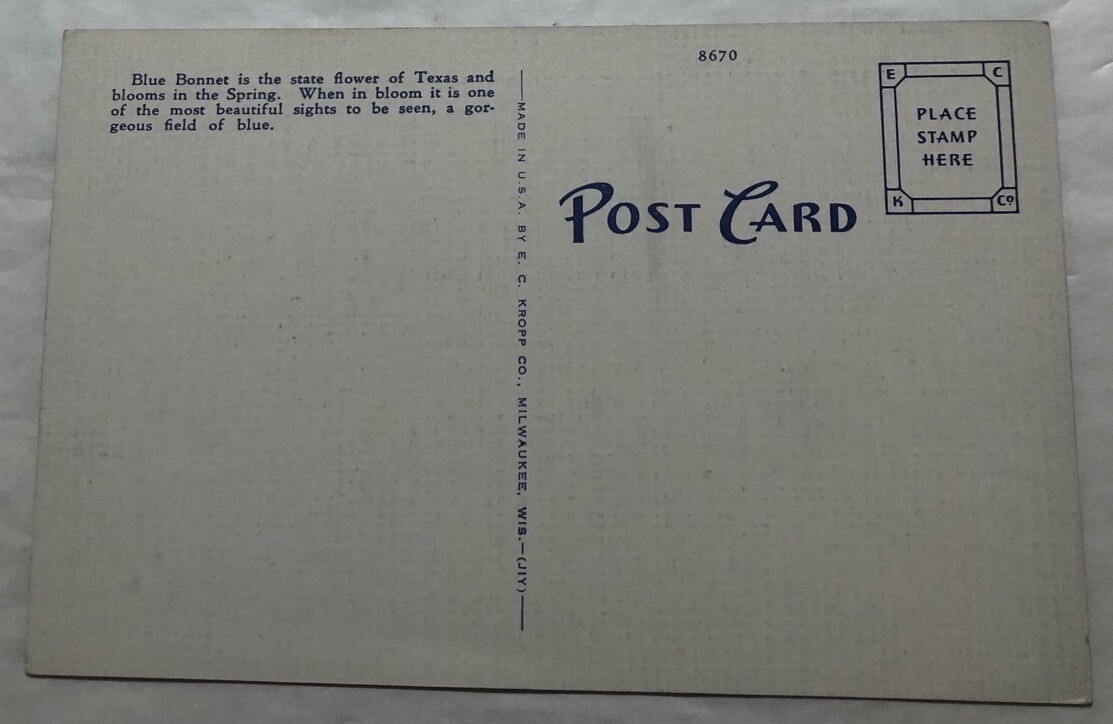 Blue Bonnet is the state flower of Texas and
blooms in the Spring. When in bloom it is one
of the most beautiful sights to be seen, a gor-
geous field of blue.
MADE IN U.S.A. BY E. C. KROPP CO., MILWAUKEE, WIS.—(JIY)
8670
POST CARD
E C
PLACE
STAMP
HERE
K Co